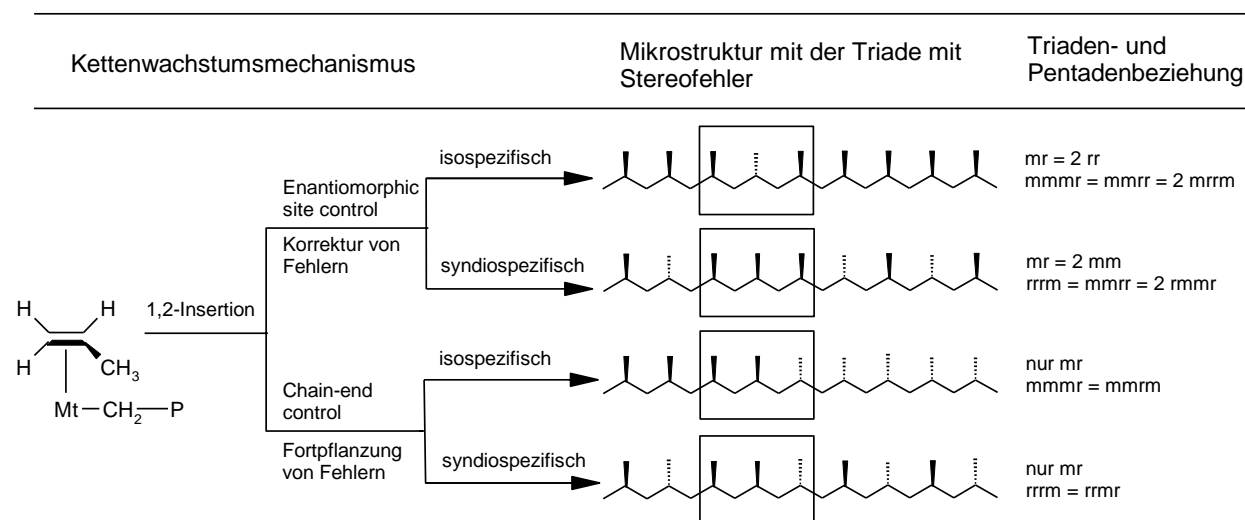 Kettenwachstumsmechanismus
Mikrostruktur mit der Triade mit
Stereofehler
Triaden- und
Pentadenbeziehung
isospezifisch
Enantiomorphic
site control
Korrektur von
Fehlern
syndiospezifisch
mr = 2 rr
mmmr = mmrr = 2 mrrm
mr = 2 mm
rrrm = mmrr = 2 rmmr
1,2-Insertion
H H
H CH3
Mt CH2 P
isospezifisch
Chain-end
control
Fortpflanzung
von Fehlern
syndiospezifisch
nur mr
mmmr = mmrm
nur mr
rrrm = rrmr